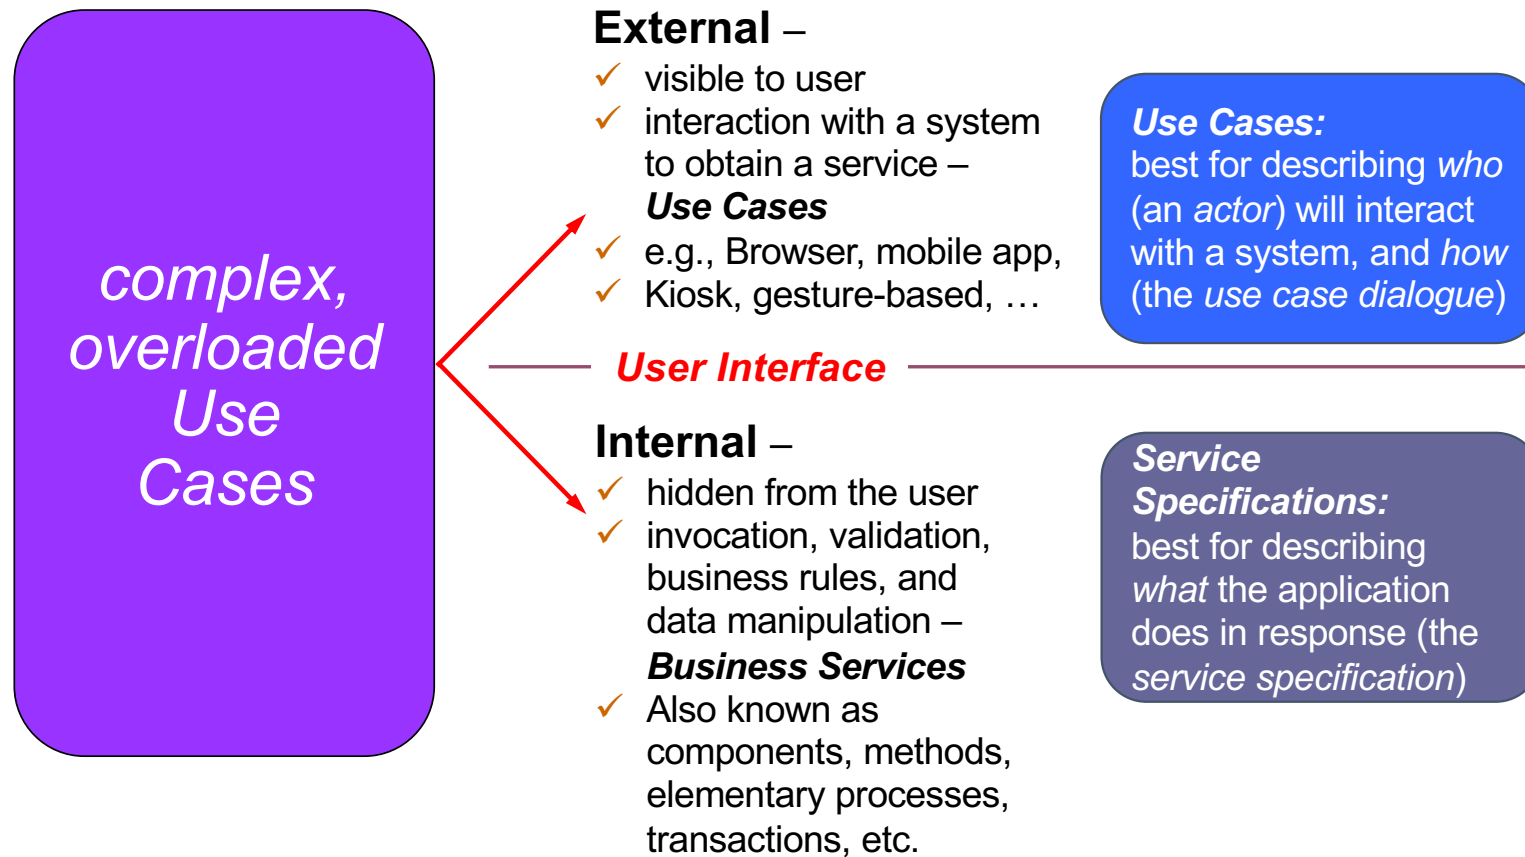 complex,
overloaded
Use
Cases
External –
✓ visible to user
✓ interaction with a system
to obtain a service –
Use Cases
✓ e.g., Browser, mobile app,
✓ Kiosk, gesture-based, …
Use Cases:
best for describing who
(an actor) will interact
with a system, and how
(the use case dialogue)
User Interface
Internal –
✓ hidden from the user
✓ invocation, validation,
business rules, and
data manipulation –
Business Services
✓ Also known as
components, methods,
elementary processes,
transactions, etc.
Service
Specifications:
best for describing
what the application
does in response (the
service specification)